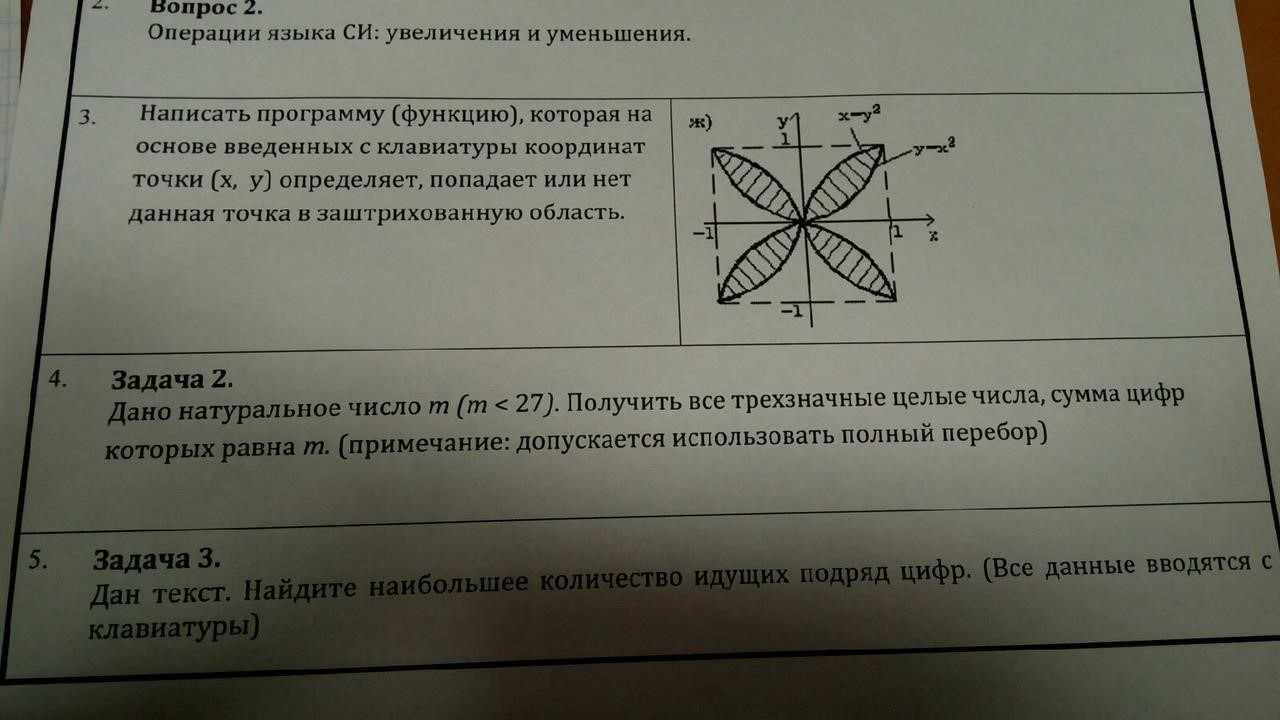 2. Вопрос 2.
Операции языка СИ: увеличения и уменьшения.
3. Написать программу (функцию), которая на
основе введенных с клавиатуры координат
точки (x, y) определяет, попадает или нет
данная точка в заштрихованную область.
ж)
y
1
x=y²
y=x²
-1
1
x
-1
4. Задача 2.
Дано натуральное число m (m < 27). Получить все трехзначные целые числа, сумма цифр
которых равна m. (примечание: допускается использовать полный перебор)
5. Задача 3.
Дан текст. Найдите наибольшее количество идущих подряд цифр. (Все данные вводятся с
клавиатуры)